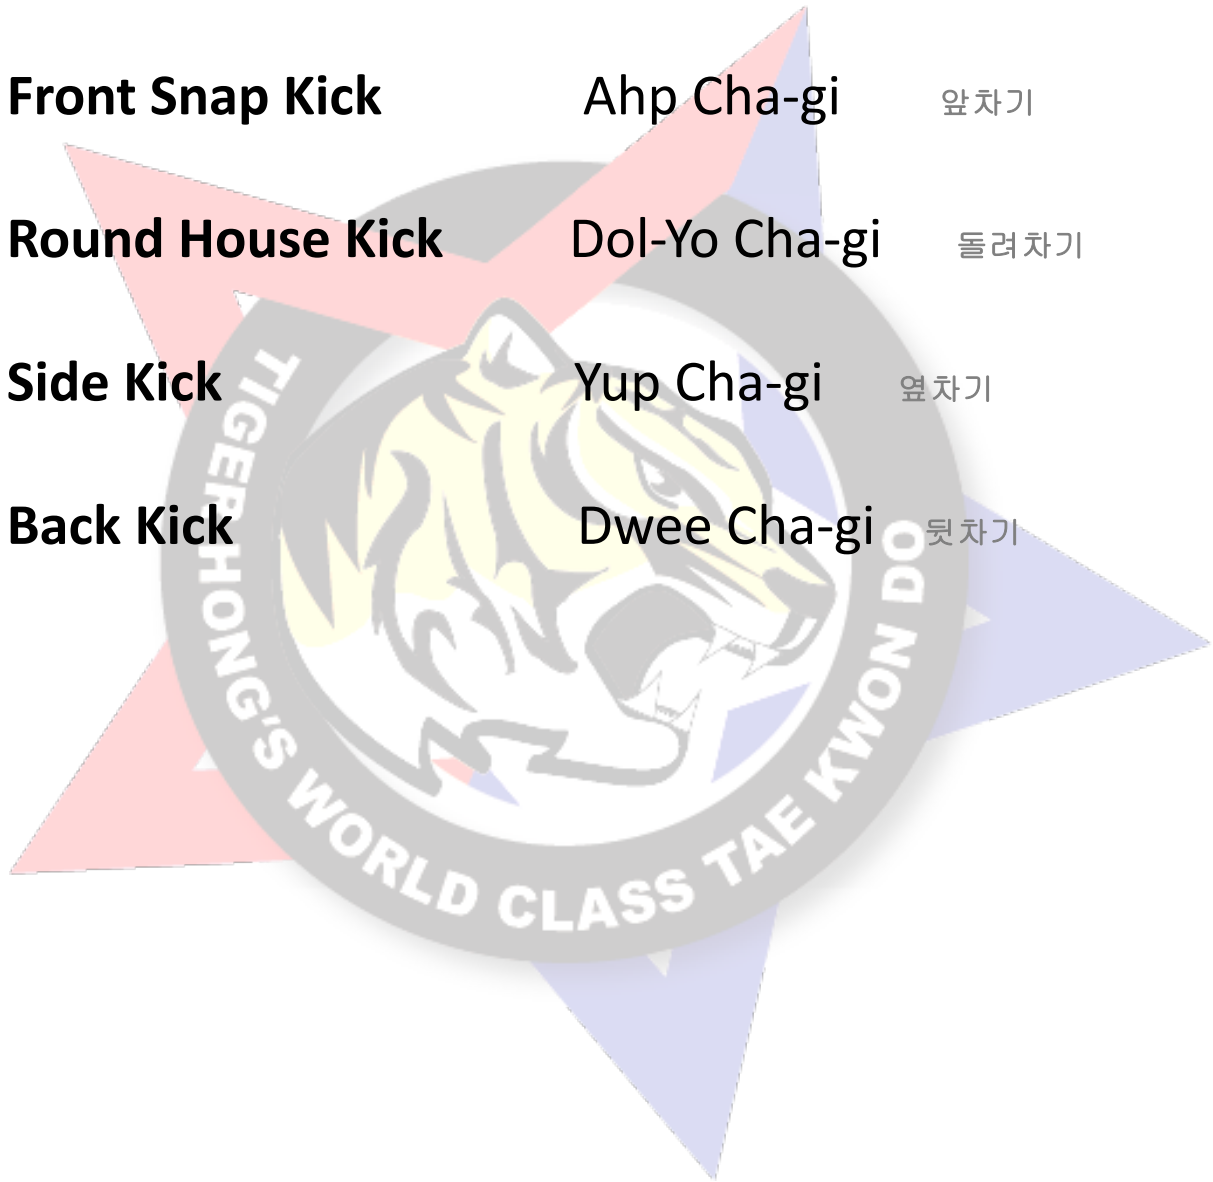 Front Snap Kick Ahp Cha-gi 앞차기
Round House Kick Dol-Yo Cha-gi 돌려차기
Side Kick Yup Cha-gi 옆차기
Back Kick Dwee Cha-gi 뒷차기
TIGER HONG'S WORLD CLASS TAE KWON DO